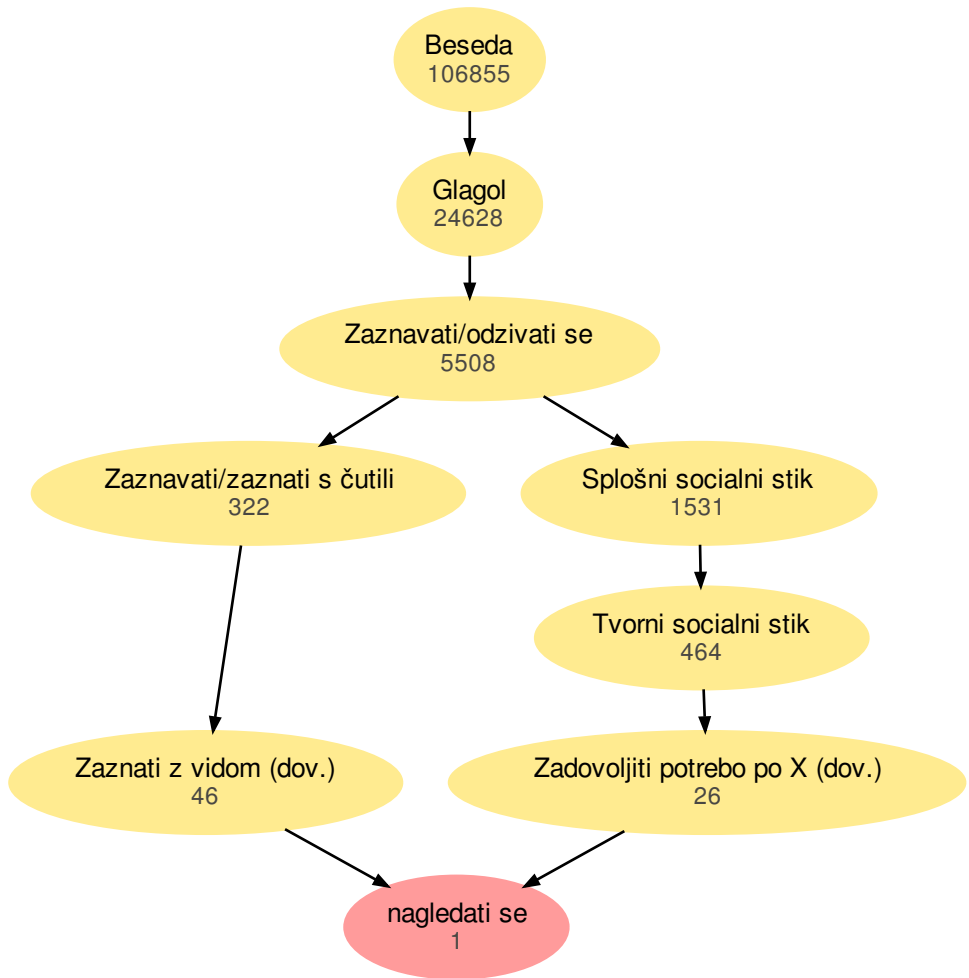 Beseda
106855
Glagol
24628
Zaznavati/odzivati se
5508
Zaznavati/zaznati s čutili
322
Splošni socialni stik
1531
Tvorni socialni stik
464
Zaznati z vidom (dov.)
46
Zadovoljiti potrebo po X (dov.)
26
nagledati se
1